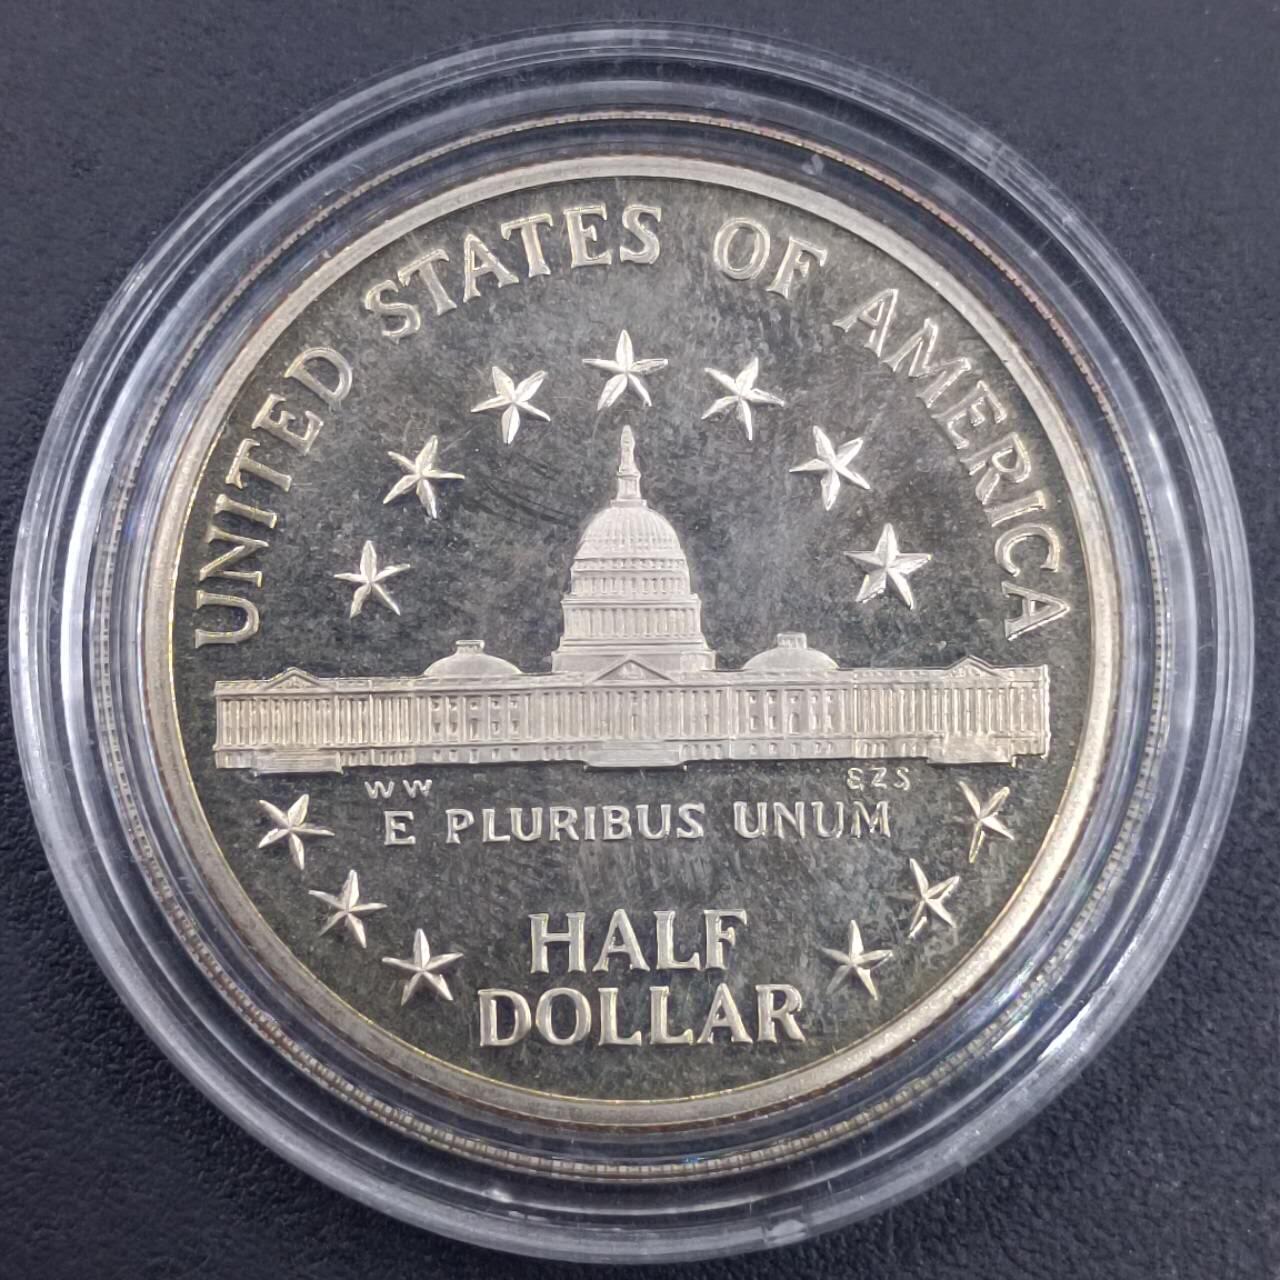 UNITED STATES OF AMERICA
WW EZS
E PLURIBUS UNUM
HALF
DOLLAR